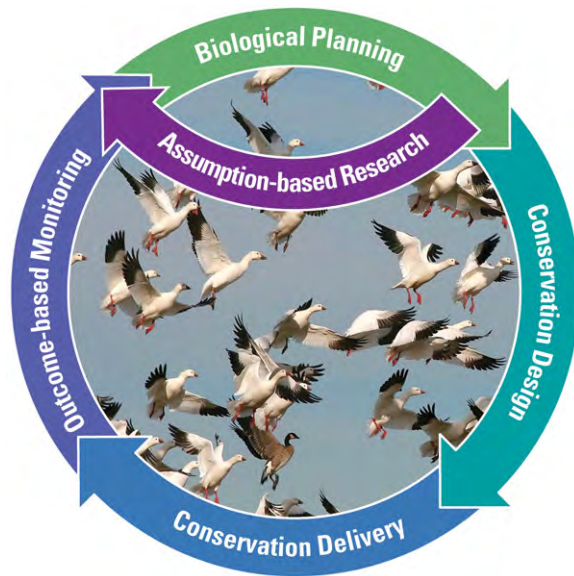 Biological Planning
Assumption-based Research
Conservation Design
Conservation Delivery
Outcome-based Monitoring